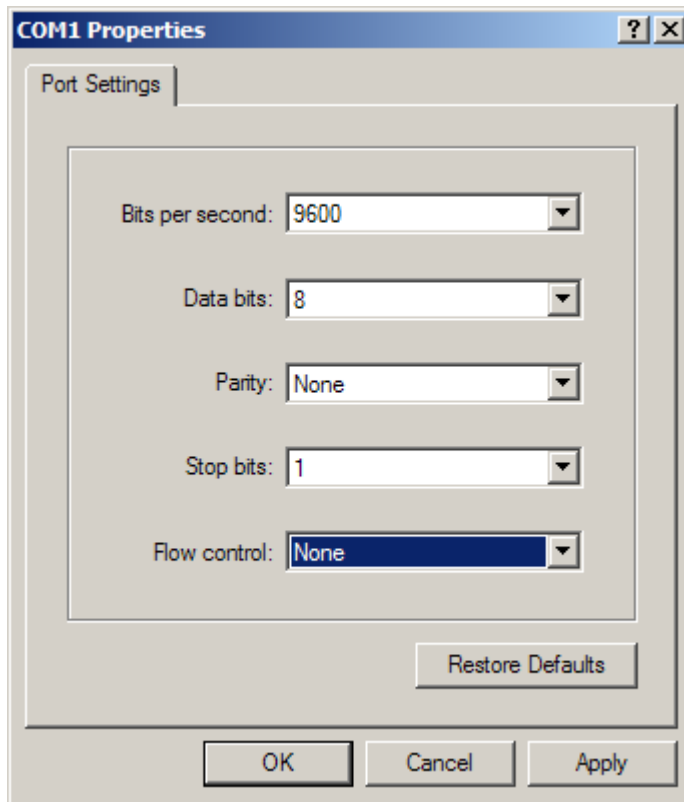 COM1 Properties
Port Settings
Bits per second: 9600
Data bits: 8
Parity: None
Stop bits: 1
Flow control: None
Restore Defaults
OK Cancel Apply